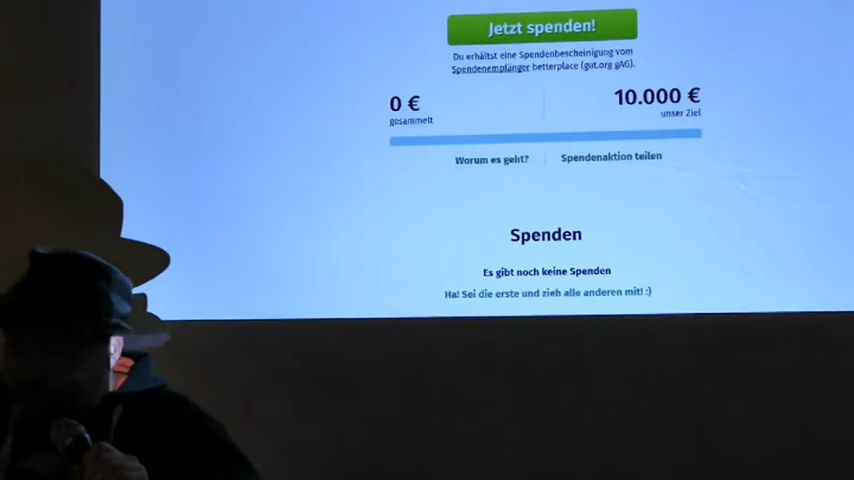 Jetzt spenden!
Du erhältst eine Spendenbescheinigung vom
Spendenempfänger betterplace (gut.org gAG).
0 €
10.000 €
gesammelt
unser Ziel
Worum es geht?
Spendenaktion teilen
Spenden
Es gibt noch keine Spenden
Ha! Sei die erste und zieh alle anderen mit! :)